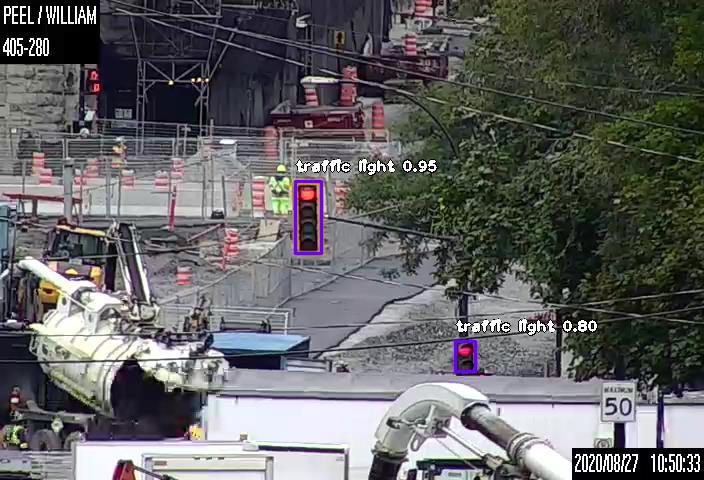 PEEL / WILLIAM
405-280
traffic light 0.95
traffic light 0.80
MAXIMUM
50
2020/08/27 10:50:33